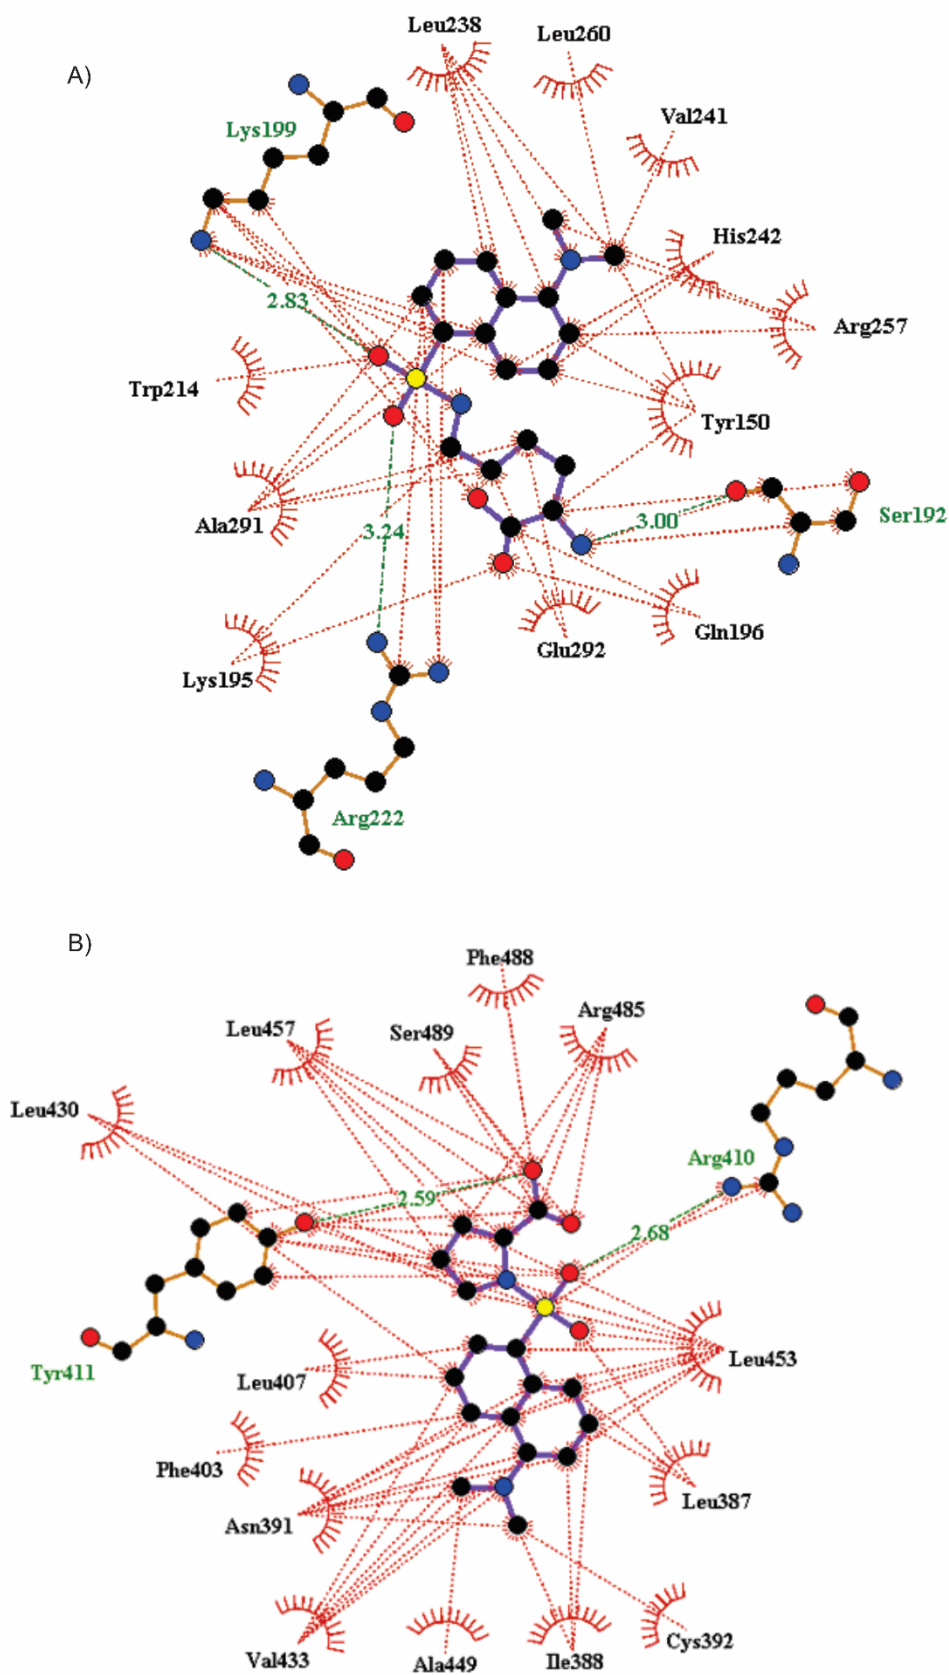 A)
Leu238
Leu260
Val241
Lys199
His242
2.83
Arg257
Trp214
Tyr150
Ala291
3.24
3.00
Ser192
Gln196
Glu292
Lys195
Arg222
B)
Phe488
Arg485
Leu457
Ser489
Leu430
Arg410
2.59
2.68
Tyr411
Leu407
Leu453
Phe403
Leu387
Asn391
Val433
Ala449
Ile388
Cys392